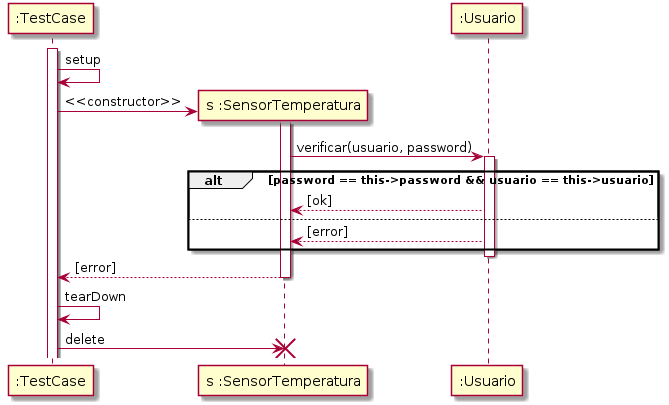 :TestCase
:Usuario
setup
<<constructor>>
s :SensorTemperatura
verificar(usuario, password)
alt
[password == this->password && usuario == this->usuario]
[ok]
[error]
[error]
tearDown
delete
:TestCase
s :SensorTemperatura
:Usuario